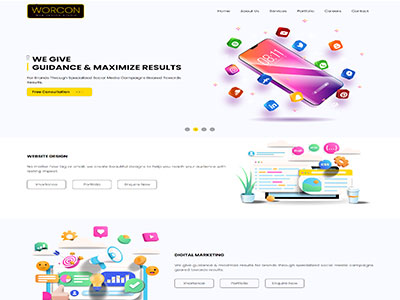 WORCON
Home About Us Services Portfolio Careers Contact
WE GIVE
GUIDANCE & MAXIMIZE RESULTS
For Brands Through Specialized Social Media Campaigns Geared Towards
Results.
Free Consultation
WEBSITE DESIGN
No matter how big or small, we create beautiful designs to help you reach your audience with
lasting impact.
Portfolio Enquire Now
DIGITAL MARKETING
We give guidance & maximize results for brands through specialized social media campaigns
geared towards results.
Portfolio Enquire Now